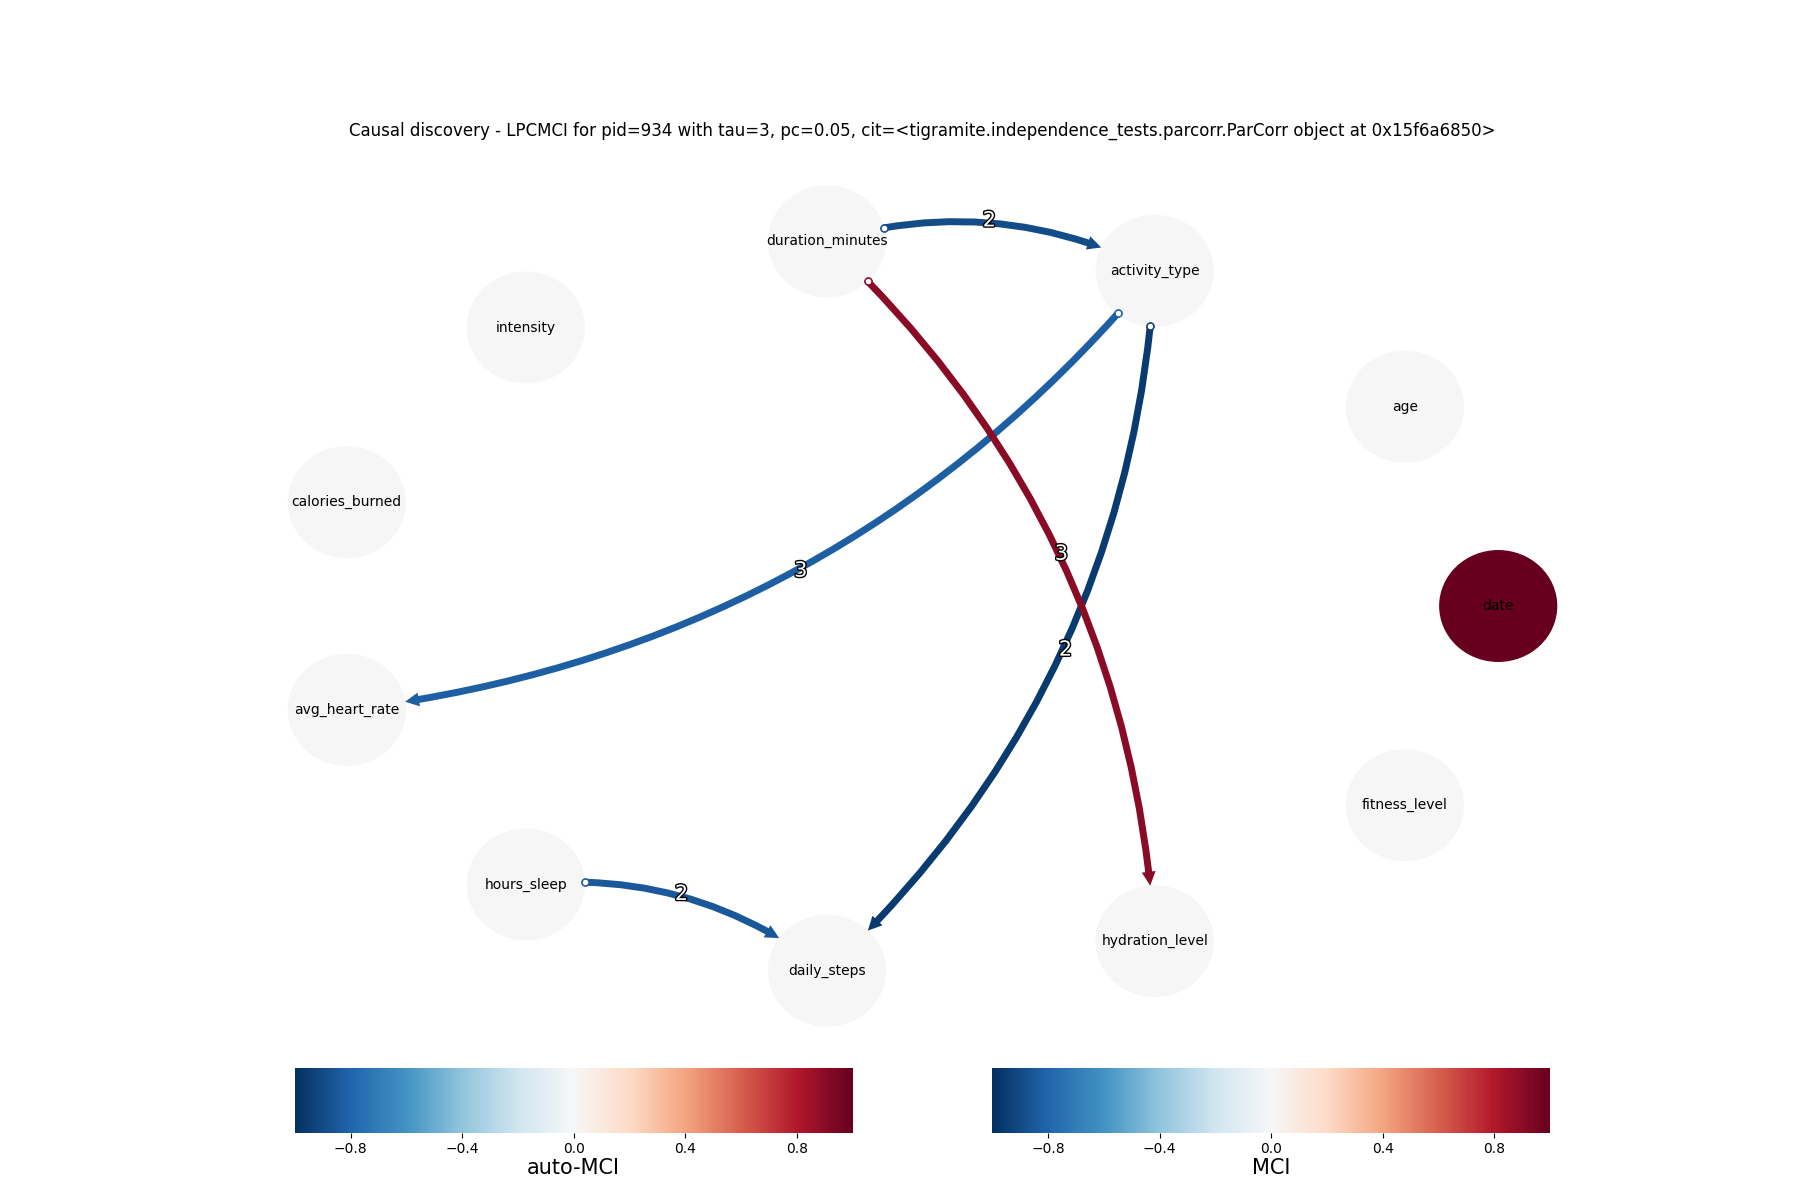 Causal discovery - LPCMCI for pid=934 with tau=3, pc=0.05, cit=<tigramite.independence_tests.parcorr.ParCorr object at 0x15f6a6850>
2
duration_minutes
activity_type
intensity
age
calories_burned
3
3
date
2
avg_heart_rate
fitness_level
hours_sleep
2
hydration_level
daily_steps
−0.8 −0.4 0.0 0.4 0.8
auto-MCI
−0.8 −0.4 0.0 0.4 0.8
MCI